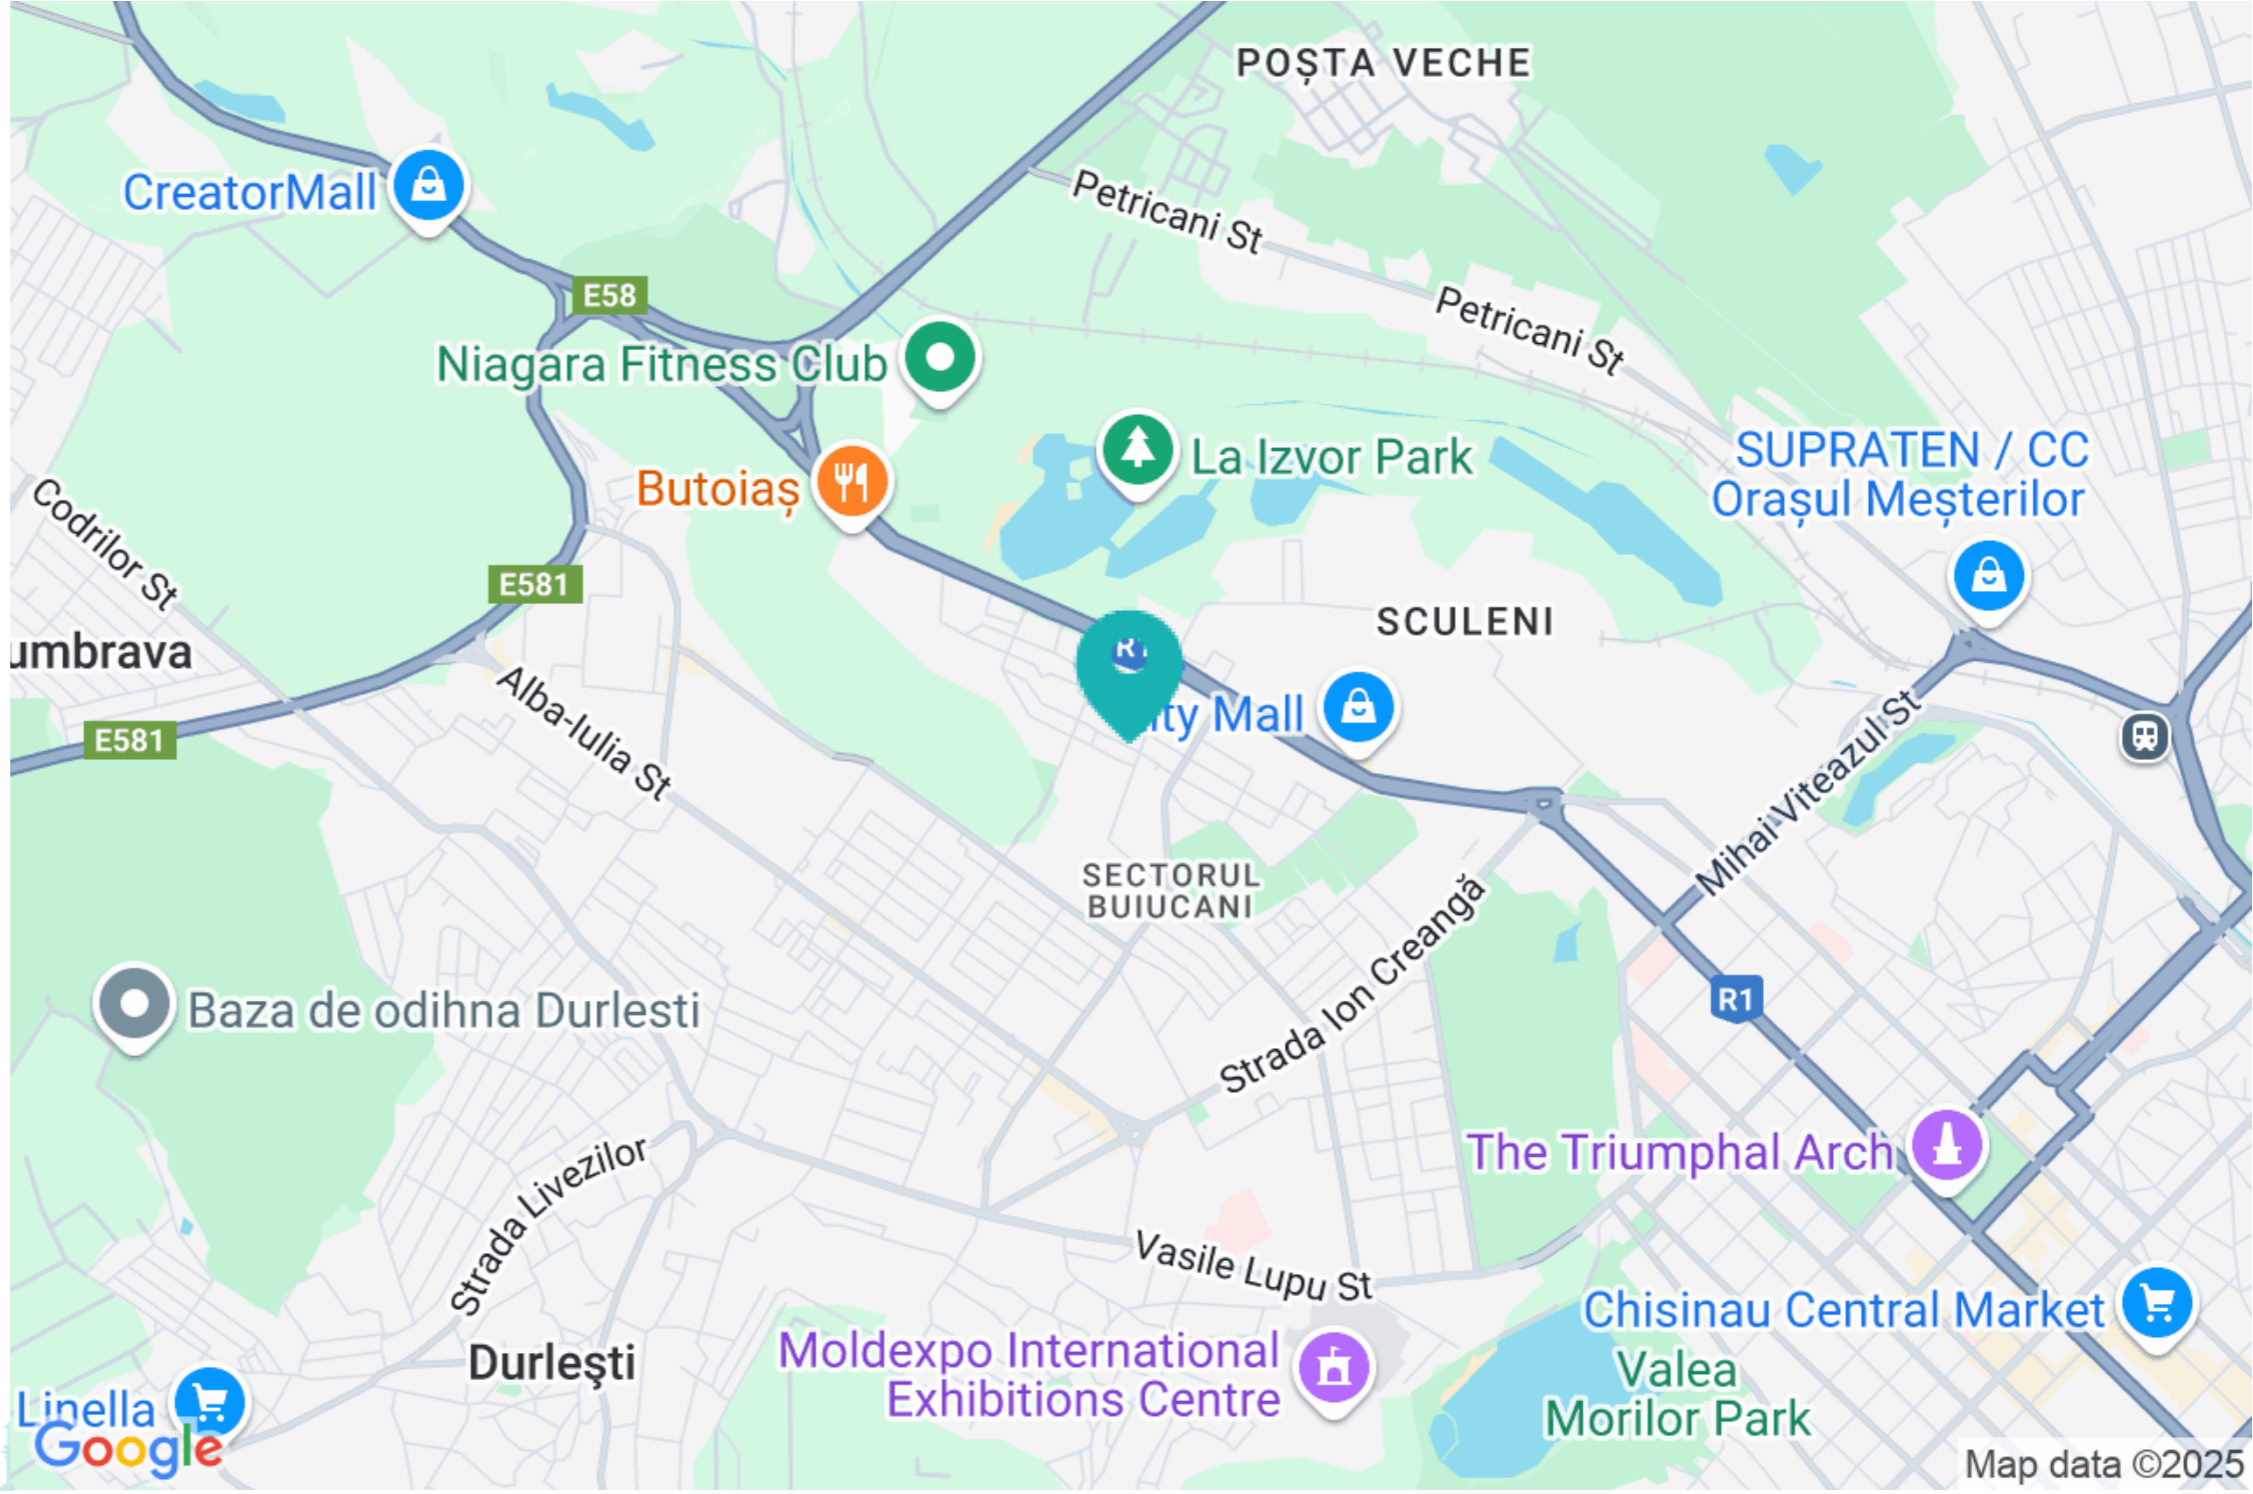 POȘTA VECHE
CreatorMall
Petricani St
E58
Petricani St
Niagara Fitness Club
La Izvor Park
SUPRATEN / CC
Orașul Meșterilor
Butoiaș
Codrilor St
E581
SCULENI
umbrava
R1
Alba-Iulia St
ity Mall
E581
Mihai Viteazul St
SECTORUL
BUIUCANI
Strada Ion Creangă
R1
Baza de odihna Durlesti
The Triumphal Arch
Strada Livezilor
Vasile Lupu St
Chisinau Central Market
Durleşti
Moldexpo International
Exhibitions Centre
Valea
Morilor Park
Linella
Google
Map data ©2025